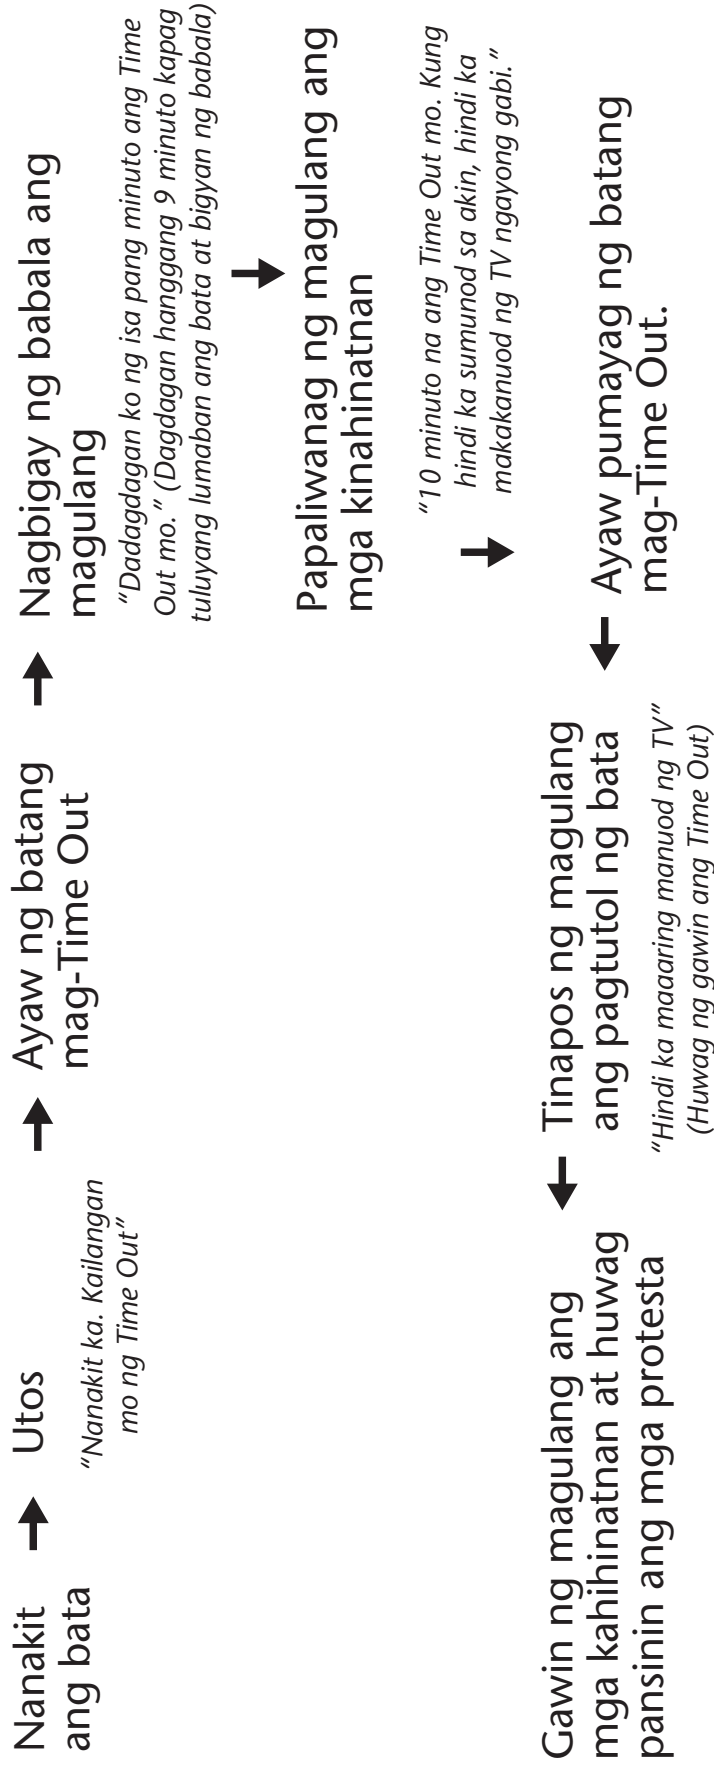 Nanakit
ang bata
Utos
“Nanakit ka. Kailangan
mo ng Time Out”
Ayaw ng batang
mag-Time Out
Nagbigay ng babala ang
magulang
“Dadagdagan ko ng isa pang minuto ang Time
Out mo.” (Dagdagan hanggang 9 minuto kapag
tuluyang lumaban ang bata at bigyan ng babala)
Papaliwanag ng magulang ang
mga kinahinatnan
“10 minuto na ang Time Out mo. Kung
hindi ka sumunod sa akin, hindi ka
makakanuod ng TV ngayong gabi.”
Ayaw pumayag ng batang
mag-Time Out.
Tinapos ng magulang
ang pagtutol ng bata
“Hindi ka maaaring manuod ng TV”
(Huwag ng gawin ang Time Out)
Gawin ng magulang ang
mga kahihinatnan at huwag
pansinin ang mga protesta